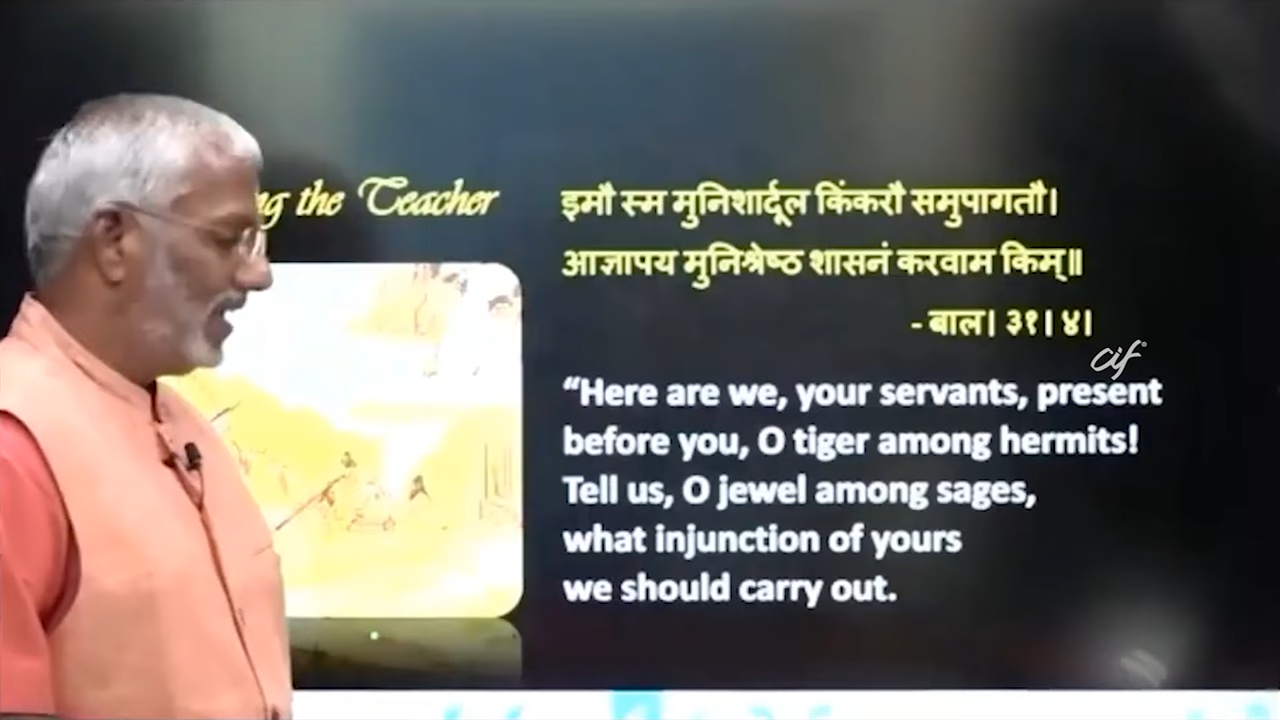 the Teacher
इमौ स्म मुनिशार्दूल किंकरौ समुपागतौ।
आज्ञापय मुनिश्रेष्ठ शासनं करवाम किम्॥
- बाल। ३१। ४।
cif
“Here are we, your servants, present
before you, O tiger among hermits!
Tell us, O jewel among sages,
what injunction of yours
we should carry out.